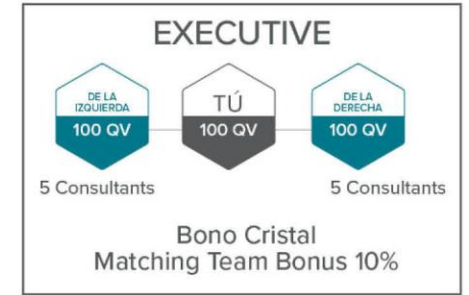 EXECUTIVE
DE LA
IZQUIERDA
100 QV
TÚ
100 QV
DE LA
DERECHA
100 QV
5 Consultants
5 Consultants
Bono Cristal
Matching Team Bonus 10%